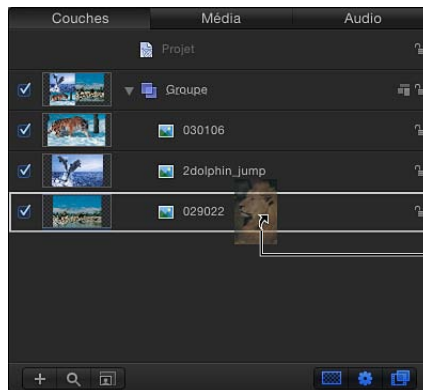 Couches Média Audio
Projet
Groupe
030106
2dolphin_jump
029022